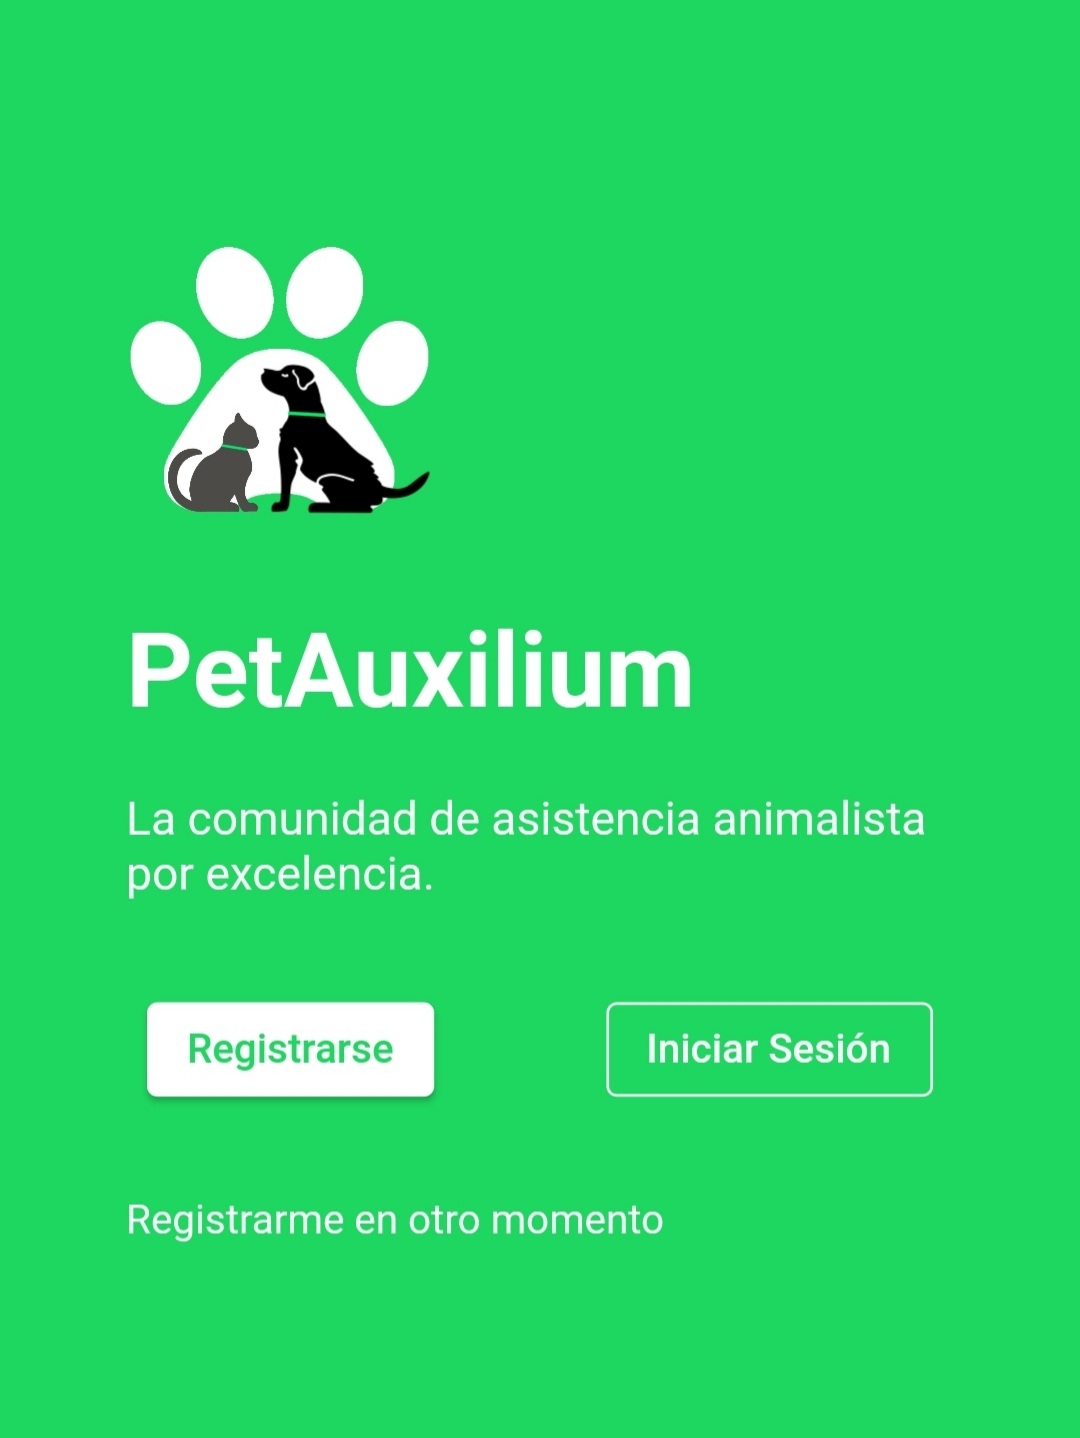 PetAuxilium
La comunidad de asistencia animalista
por excelencia.
Registrarse
Iniciar Sesión
Registrarme en otro momento